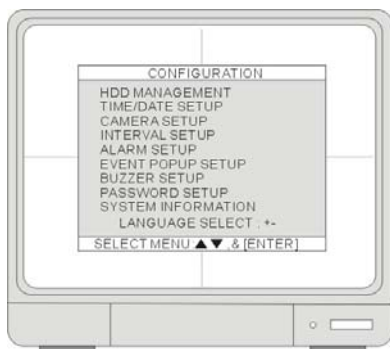 CONFIGURATION
HDD MANAGEMENT
TIME/DATE SETUP
CAMERA SETUP
INTERVAL SETUP
ALARM SETUP
EVENT POPUP SETUP
BUZZER SETUP
PASSWORD SETUP
SYSTEM INFORMATION
LANGUAGE SELECT : +-
SELECT MENU:▲▼,& [ENTER]